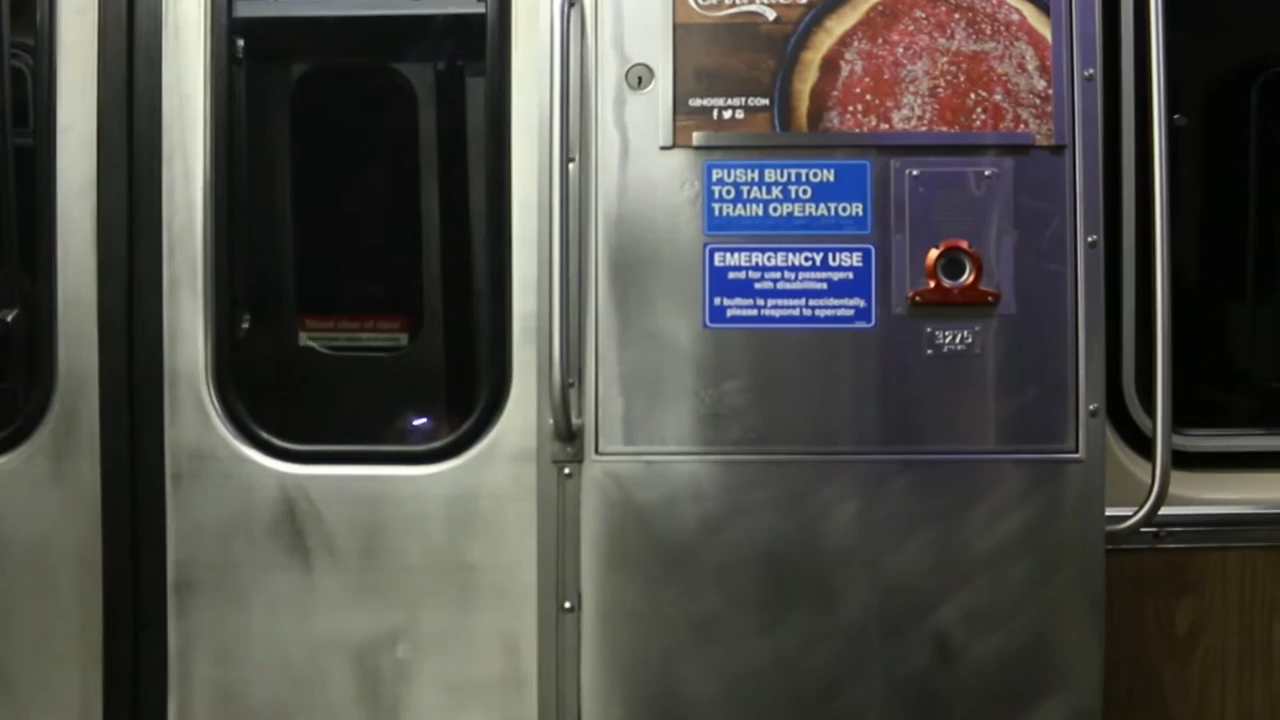 GINOSEAST.COM
PUSH BUTTON
TO TALK TO
TRAIN OPERATOR
EMERGENCY USE
and for use by passengers
with disabilities
If button is pressed accidentally,
please respond to operator
3275